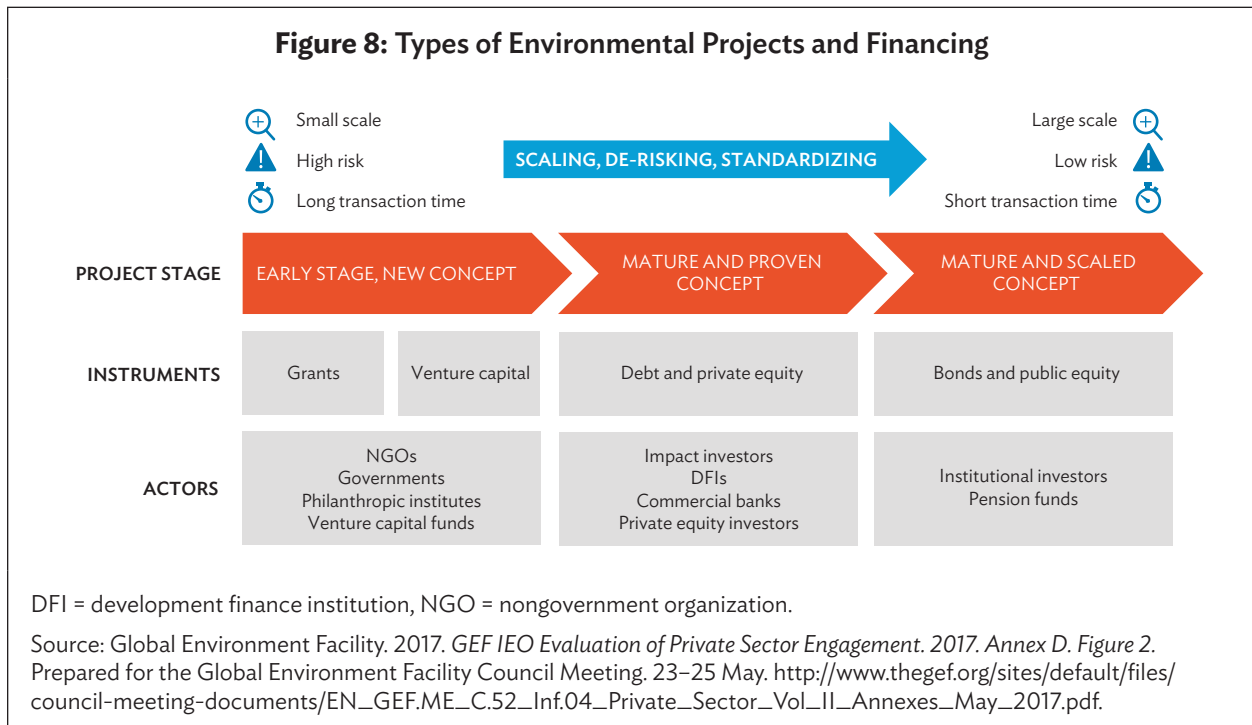 Figure 8: Types of Environmental Projects and Financing
Small scale
High risk
Long transaction time
SCALING, DE-RISKING, STANDARDIZING
Large scale
Low risk
Short transaction time
PROJECT STAGE
EARLY STAGE, NEW CONCEPT
MATURE AND PROVEN
CONCEPT
MATURE AND SCALED
CONCEPT
INSTRUMENTS
Grants
Venture capital
Debt and private equity
Bonds and public equity
ACTORS
NGOs
Governments
Philanthropic institutes
Venture capital funds
Impact investors
DFIs
Commercial banks
Private equity investors
Institutional investors
Pension funds
DFI = development finance institution, NGO = nongovernment organization.
Source: Global Environment Facility. 2017. GEF IEO Evaluation of Private Sector Engagement. 2017. Annex D. Figure 2.
Prepared for the Global Environment Facility Council Meeting. 23–25 May. http://www.thegef.org/sites/default/files/
council-meeting-documents/EN_GEF.ME_C.52_Inf.04_Private_Sector_Vol_II_Annexes_May_2017.pdf.